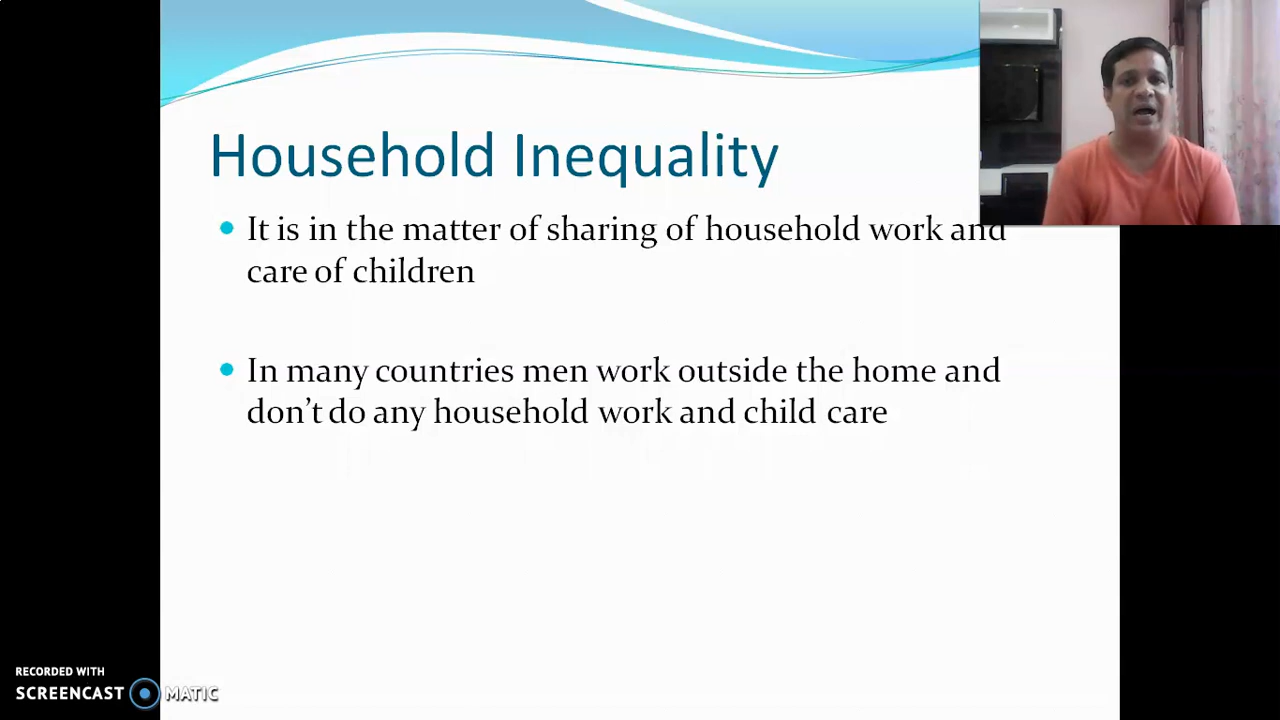 Household Inequality
It is in the matter of sharing of household work and
care of children
In many countries men work outside the home and
don't do any household work and child care
RECORDED WITH
SCREENCAST MATIC